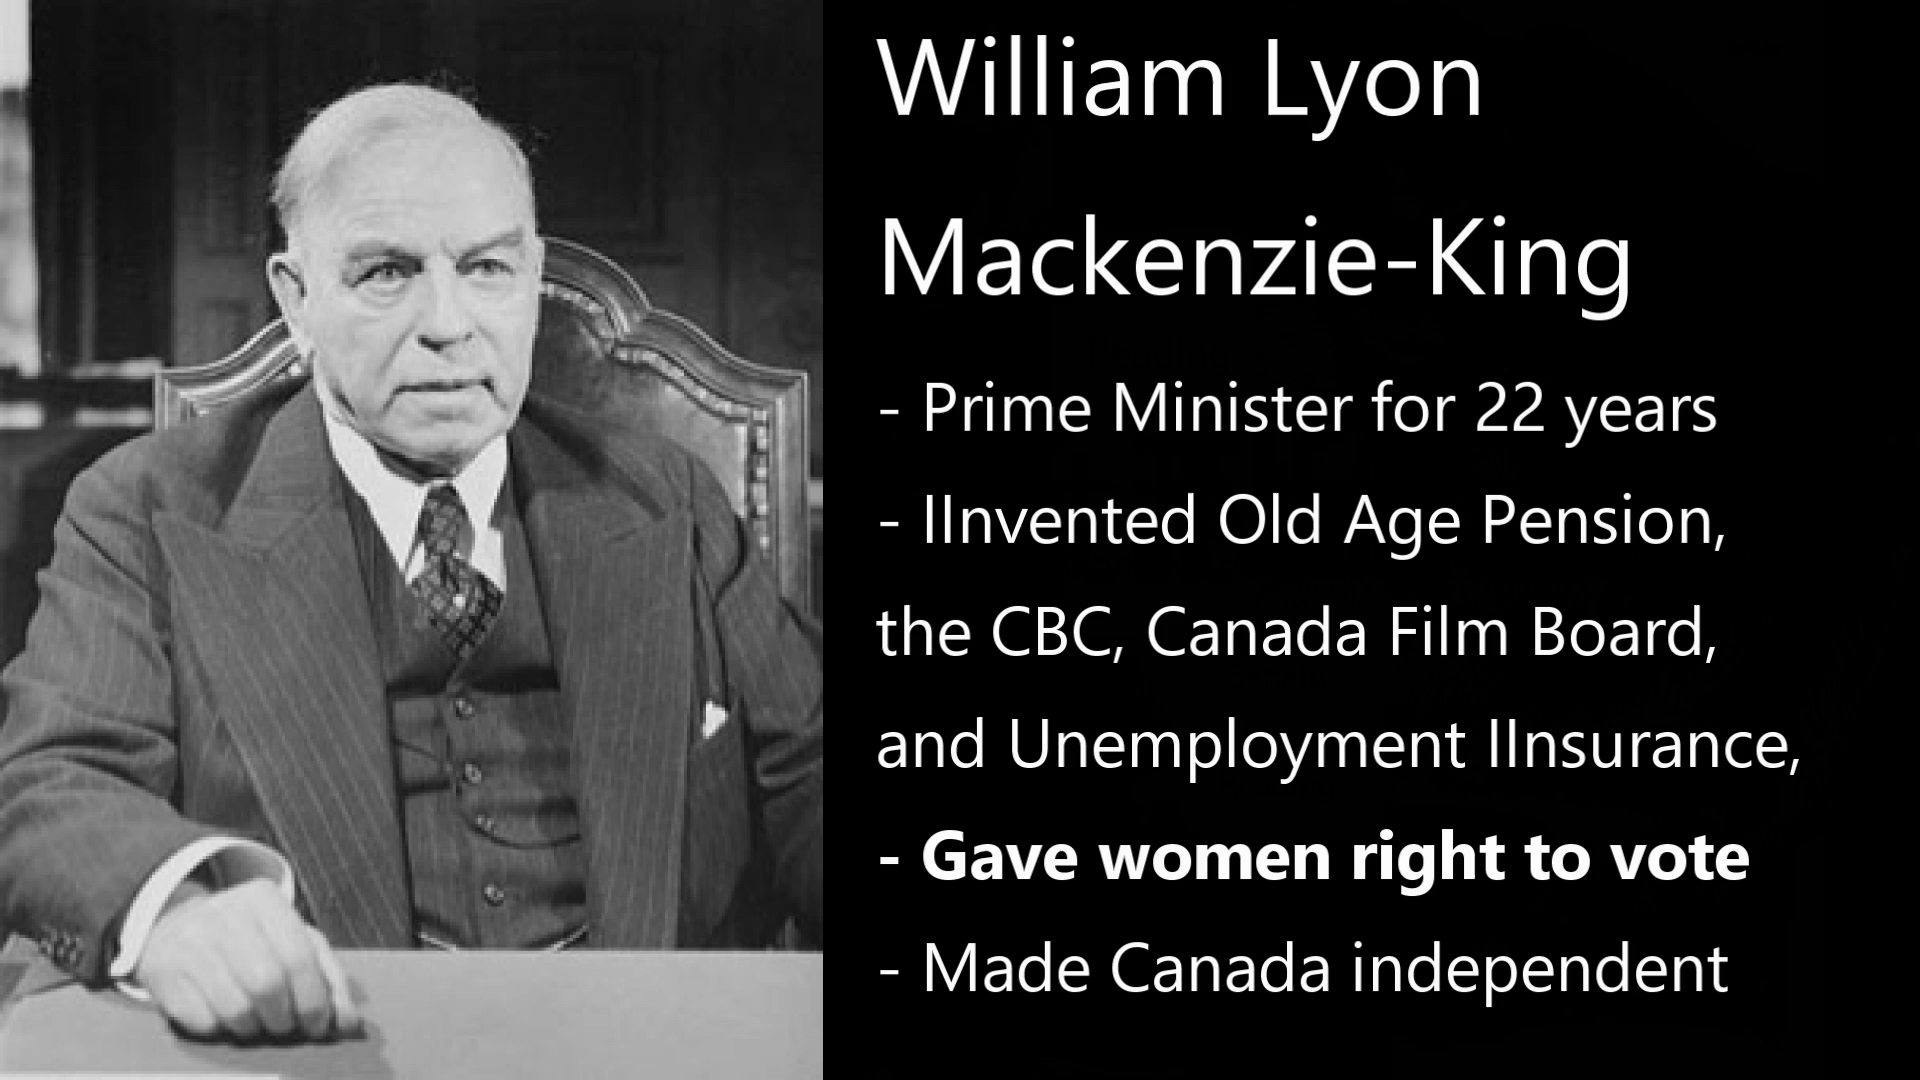 William Lyon
Mackenzie-King
- Prime Minister for 22 years
- IInvented Old Age Pension,
the CBC, Canada Film Board,
and Unemployment IInsurance,
- Gave women right to vote
- Made Canada independent